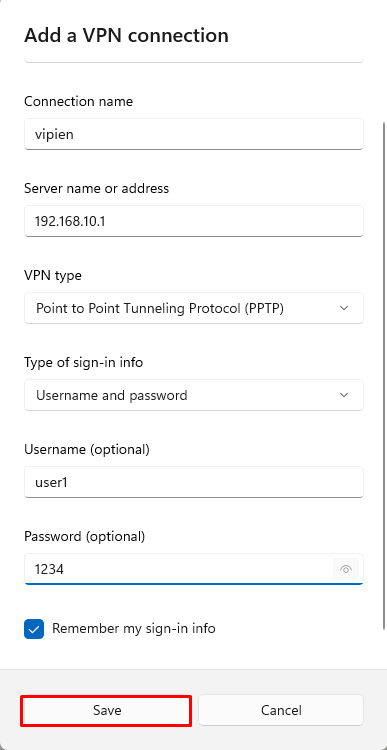 Add a VPN connection
Connection name
vipien
Server name or address
192.168.10.1
VPN type
Point to Point Tunneling Protocol (PPTP)
Type of sign-in info
Username and password
Username (optional)
user1
Password (optional)
1234
Remember my sign-in info
Save Cancel